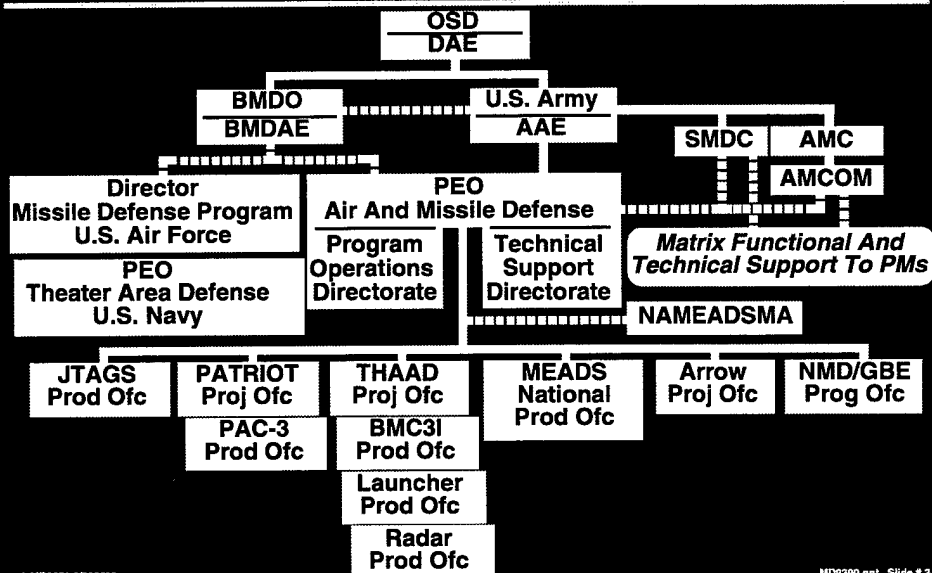 OSD
DAE
BMDO
BMDAE
U.S. Army
AAE
SMDC
AMC
AMCOM
Director
Missile Defense Program
U.S. Air Force
PEO
Theater Area Defense
U.S. Navy
PEO
Air And Missile Defense
Program
Operations
Directorate
Technical
Support
Directorate
Matrix Functional And
Technical Support To PMs
NAMEADSMA
JTAGS
Prod Ofc
PATRIOT
Proj Ofc
PAC-3
Prod Ofc
THAAD
Proj Ofc
BMC3I
Prod Ofc
Launcher
Prod Ofc
Radar
Prod Ofc
MEADS
National
Prod Ofc
Arrow
Proj Ofc
NMD/GBE
Prog Ofc
Slide #